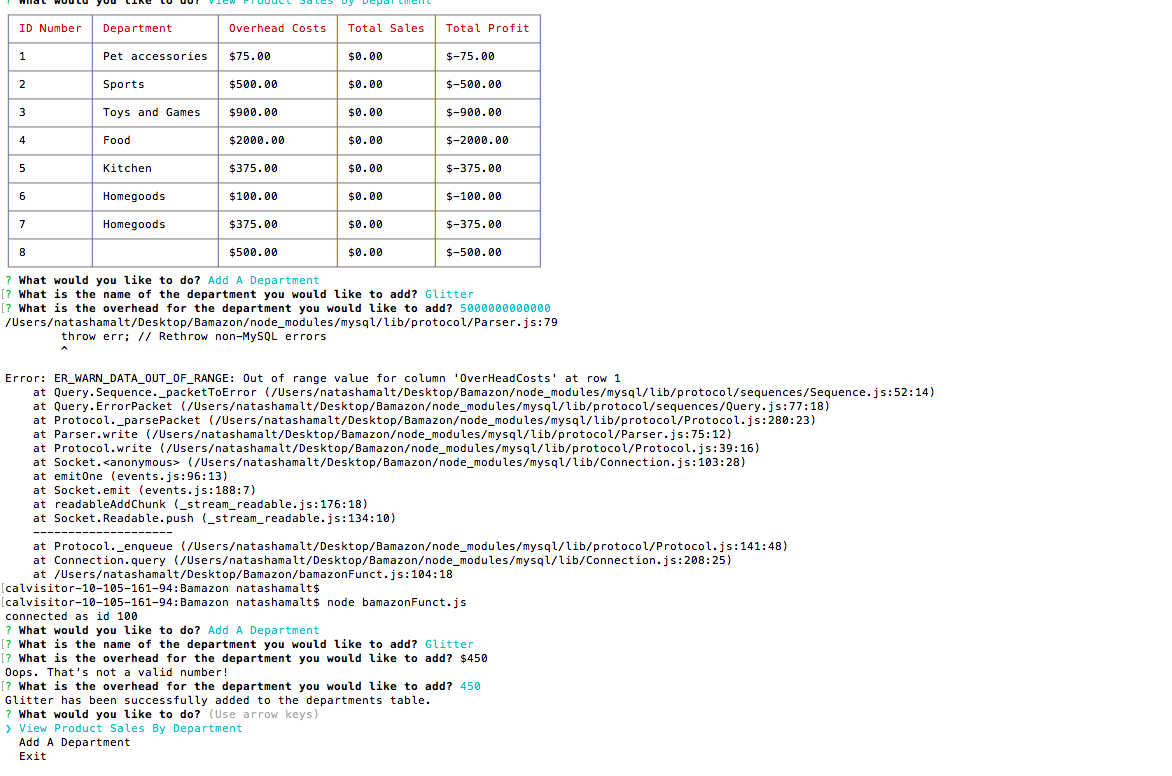 ? What would you like to do? View Product Sales By Department
ID Number Department Overhead Costs Total Sales Total Profit
1 Pet accessories $75.00 $0.00 $-75.00
2 Sports $500.00 $0.00 $-500.00
3 Toys and Games $900.00 $0.00 $-900.00
4 Food $2000.00 $0.00 $-2000.00
5 Kitchen $375.00 $0.00 $-375.00
6 Homegoods $100.00 $0.00 $-100.00
7 Homegoods $375.00 $0.00 $-375.00
8 $500.00 $0.00 $-500.00
? What would you like to do? Add A Department
[? What is the name of the department you would like to add? Glitter
[? What is the overhead for the department you would like to add? 5000000000000
/Users/natashamalt/Desktop/Bamazon/node_modules/mysql/lib/protocol/Parser.js:79
        throw err; // Rethrow non-MySQL errors
        ^
Error: ER_WARN_DATA_OUT_OF_RANGE: Out of range value for column 'OverHeadCosts' at row 1
    at Query.Sequence._packetToError (/Users/natashamalt/Desktop/Bamazon/node_modules/mysql/lib/protocol/sequences/Sequence.js:52:14)
    at Query.ErrorPacket (/Users/natashamalt/Desktop/Bamazon/node_modules/mysql/lib/protocol/sequences/Query.js:77:18)
    at Protocol._parsePacket (/Users/natashamalt/Desktop/Bamazon/node_modules/mysql/lib/protocol/Protocol.js:280:23)
    at Parser.write (/Users/natashamalt/Desktop/Bamazon/node_modules/mysql/lib/protocol/Parser.js:75:12)
    at Protocol.write (/Users/natashamalt/Desktop/Bamazon/node_modules/mysql/lib/protocol/Protocol.js:39:16)
    at Socket.<anonymous> (/Users/natashamalt/Desktop/Bamazon/node_modules/mysql/lib/Connection.js:103:28)
    at emitOne (events.js:96:13)
    at Socket.emit (events.js:188:7)
    at readableAddChunk (_stream_readable.js:176:18)
    at Socket.Readable.push (_stream_readable.js:134:10)
    --------------------
    at Protocol._enqueue (/Users/natashamalt/Desktop/Bamazon/node_modules/mysql/lib/protocol/Protocol.js:141:48)
    at Connection.query (/Users/natashamalt/Desktop/Bamazon/node_modules/mysql/lib/Connection.js:208:25)
    at /Users/natashamalt/Desktop/Bamazon/bamazonFunct.js:104:18
[calvisitor-10-105-161-94:Bamazon natashamalt$
[calvisitor-10-105-161-94:Bamazon natashamalt$ node bamazonFunct.js
connected as id 100
? What would you like to do? Add A Department
[? What is the name of the department you would like to add? Glitter
[? What is the overhead for the department you would like to add? $450
Oops. That's not a valid number!
[? What is the overhead for the department you would like to add? 450
Glitter has been successfully added to the departments table.
? What would you like to do? (Use arrow keys)
❯ View Product Sales By Department
  Add A Department
  Exit